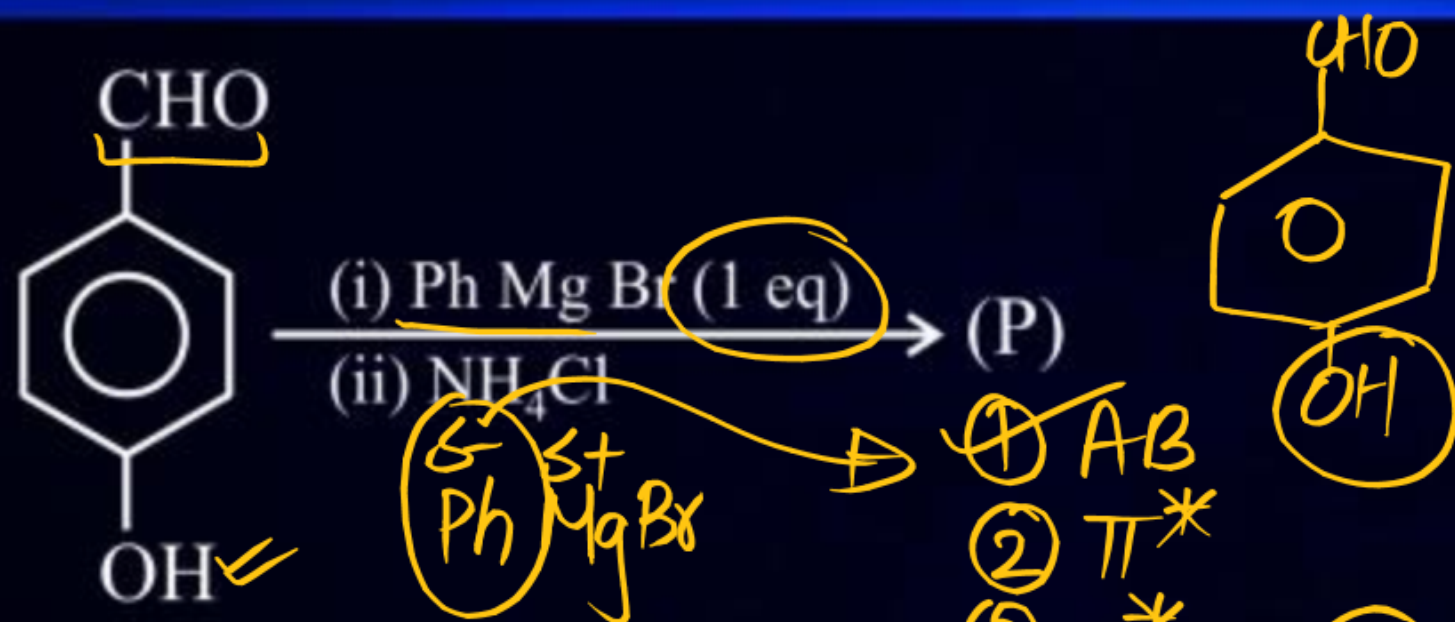 CHO
CHO
(i) Ph Mg Br (1 eq)
(P)
(ii) NH₄Cl
OH
① AB
δ- δ+
Ph MgBr
② π*
OH
*